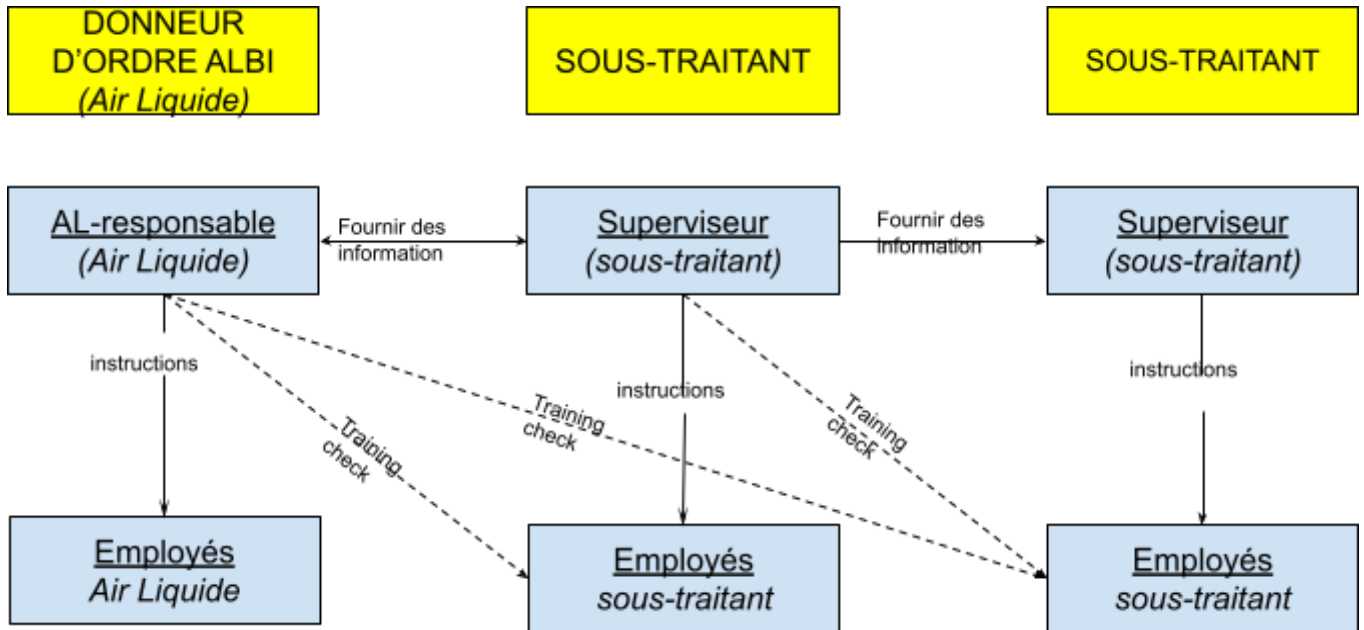 DONNEUR
D'ORDRE ALBI
(Air Liquide)
SOUS-TRAITANT
SOUS-TRAITANT
AL-responsable
(Air Liquide)
Fournir des
information
Superviseur
(sous-traitant)
Fournir des
information
Superviseur
(sous-traitant)
instructions
instructions
instructions
Training
check
Training
check
Training
check
Employés
Air Liquide
Employés
sous-traitant
Employés
sous-traitant